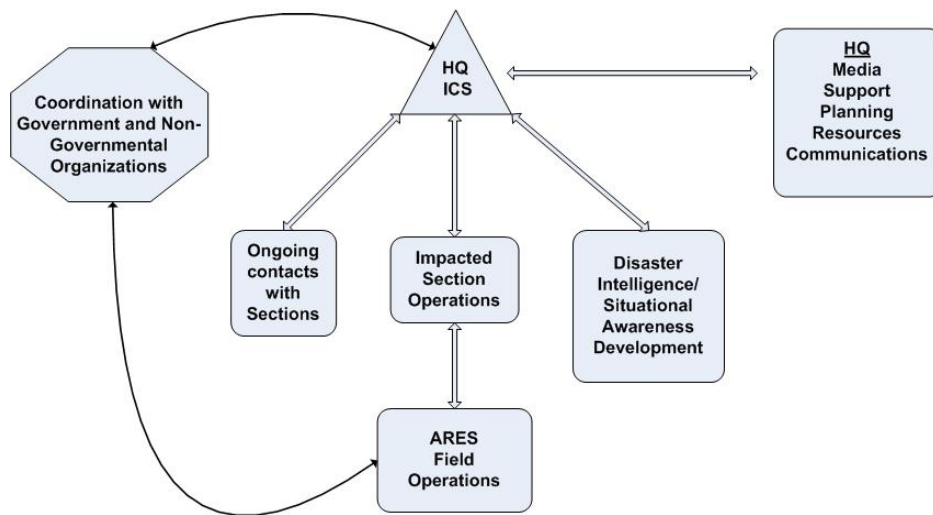 HQ
ICS
HQ
Media
Support
Planning
Resources
Communications
Coordination with
Government and Non-
Governmental
Organizations
Ongoing
contacts
with
Sections
Impacted
Section
Operations
Disaster
Intelligence/
Situational
Awareness
Development
ARES
Field
Operations